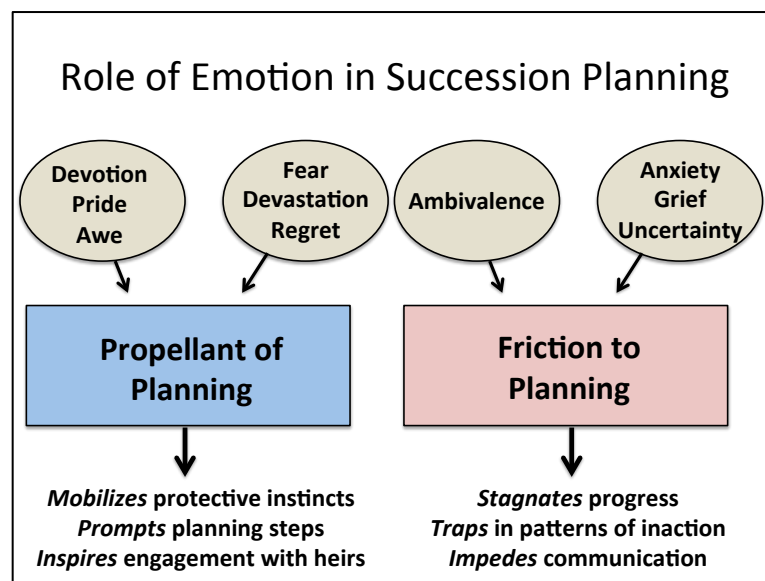 Role of Emotion in Succession Planning
Devotion
Pride
Awe
Fear
Devastation
Regret
Ambivalence
Anxiety
Grief
Uncertainty
Propellant of
Planning
Friction to
Planning
Mobilizes protective instincts
Prompts planning steps
Inspires engagement with heirs
Stagnates progress
Traps in patterns of inaction
Impedes communication